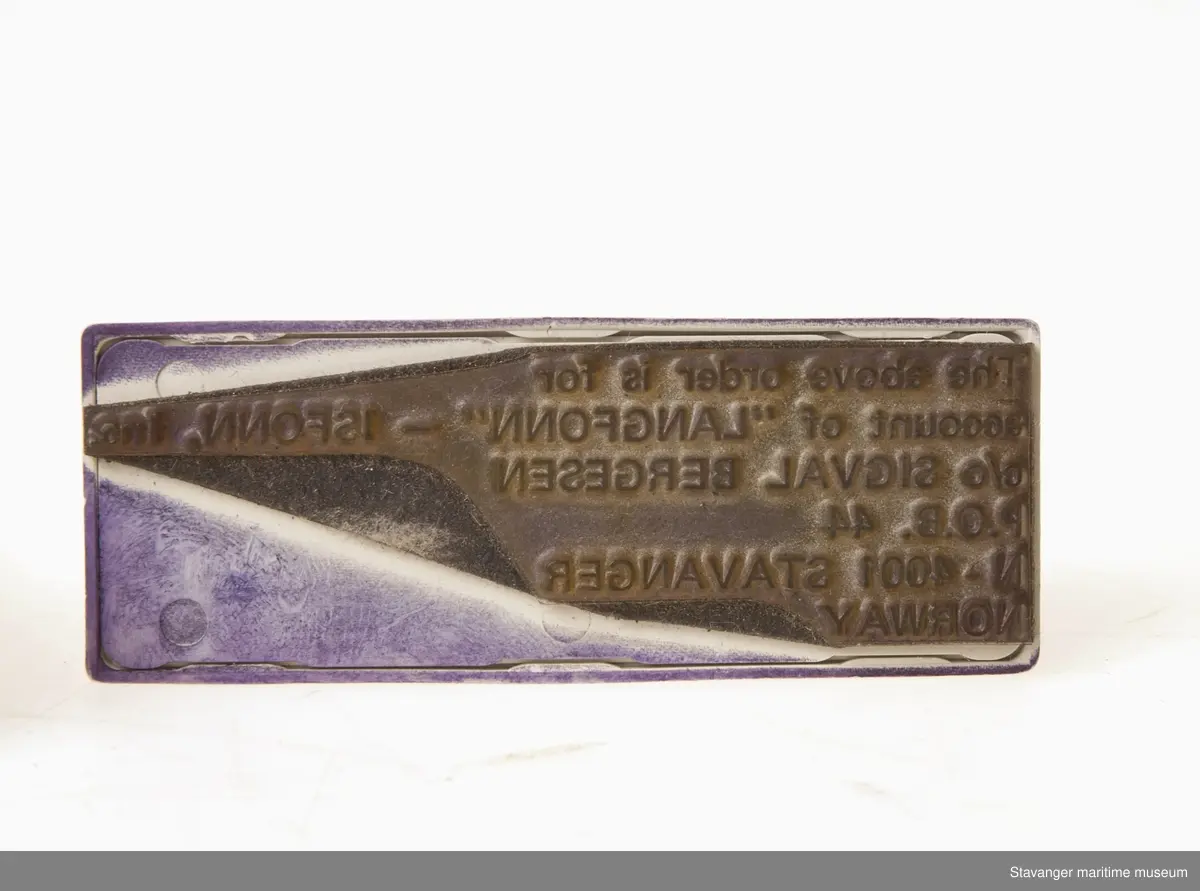 The above order is for
account of "LANGFONN" - ISFONN, Inc.
c/o SIGVAL BERGESEN
P.O.B. 44
N-4001 STAVANGER
NORWAY
Stavanger maritime museum